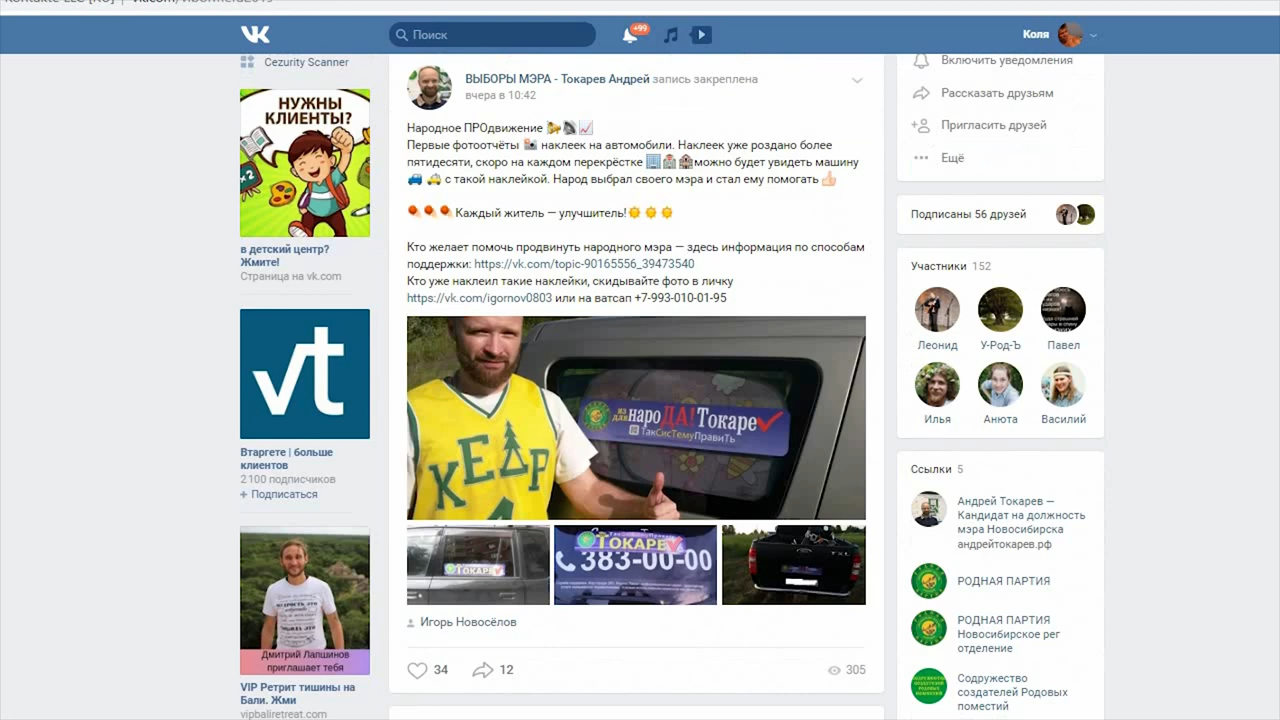 Поиск
+99
Коля
Cezurity Scanner
НУЖНЫ
КЛИЕНТЫ?
в детский центр?
Жмите!
Страница на vk.com
vt
Втаргете | больше
клиентов
2 100 подписчиков
+ Подписаться
Дмитрий Лапшинов
приглашает тебя
VIP Ретрит тишины на
Бали. Жми
vipbaliretreat.com
ВЫБОРЫ МЭРА - Токарев Андрей запись закреплена
вчера в 10:42
Народное ПРОдвижение
Первые фотоотчёты наклеек на автомобили. Наклеек уже роздано более
пятидесяти, скоро на каждом перекрёстке можно будет увидеть машину
с такой наклейкой. Народ выбрал своего мэра и стал ему помогать
Каждый житель — улучшитель!
Кто желает помочь продвинуть народного мэра — здесь информация по способам
поддержки: https://vk.com/topic-90165556_39473540
Кто уже наклеил такие наклейки, скидывайте фото в личку
https://vk.com/igornov0803 или на ватсап +7-993-010-01-95
КЕДР
нароДА!Токарев
ТакСисТемуПравиТь
ТОКАРЕВ
ТОКАРЕВ
383-00-00
Игорь Новосёлов
34
12
305
Включить уведомления
Рассказать друзьям
Пригласить друзей
Ещё
Подписаны 56 друзей
Участники 152
Леонид
У-Род-Ъ
Павел
Илья
Анюта
Василий
Ссылки 5
Андрей Токарев —
Кандидат на должность
мэра Новосибирска
андрейтокарев.рф
РОДНАЯ ПАРТИЯ
РОДНАЯ ПАРТИЯ
Новосибирское рег
отделение
Содружество
создателей Родовых
поместий